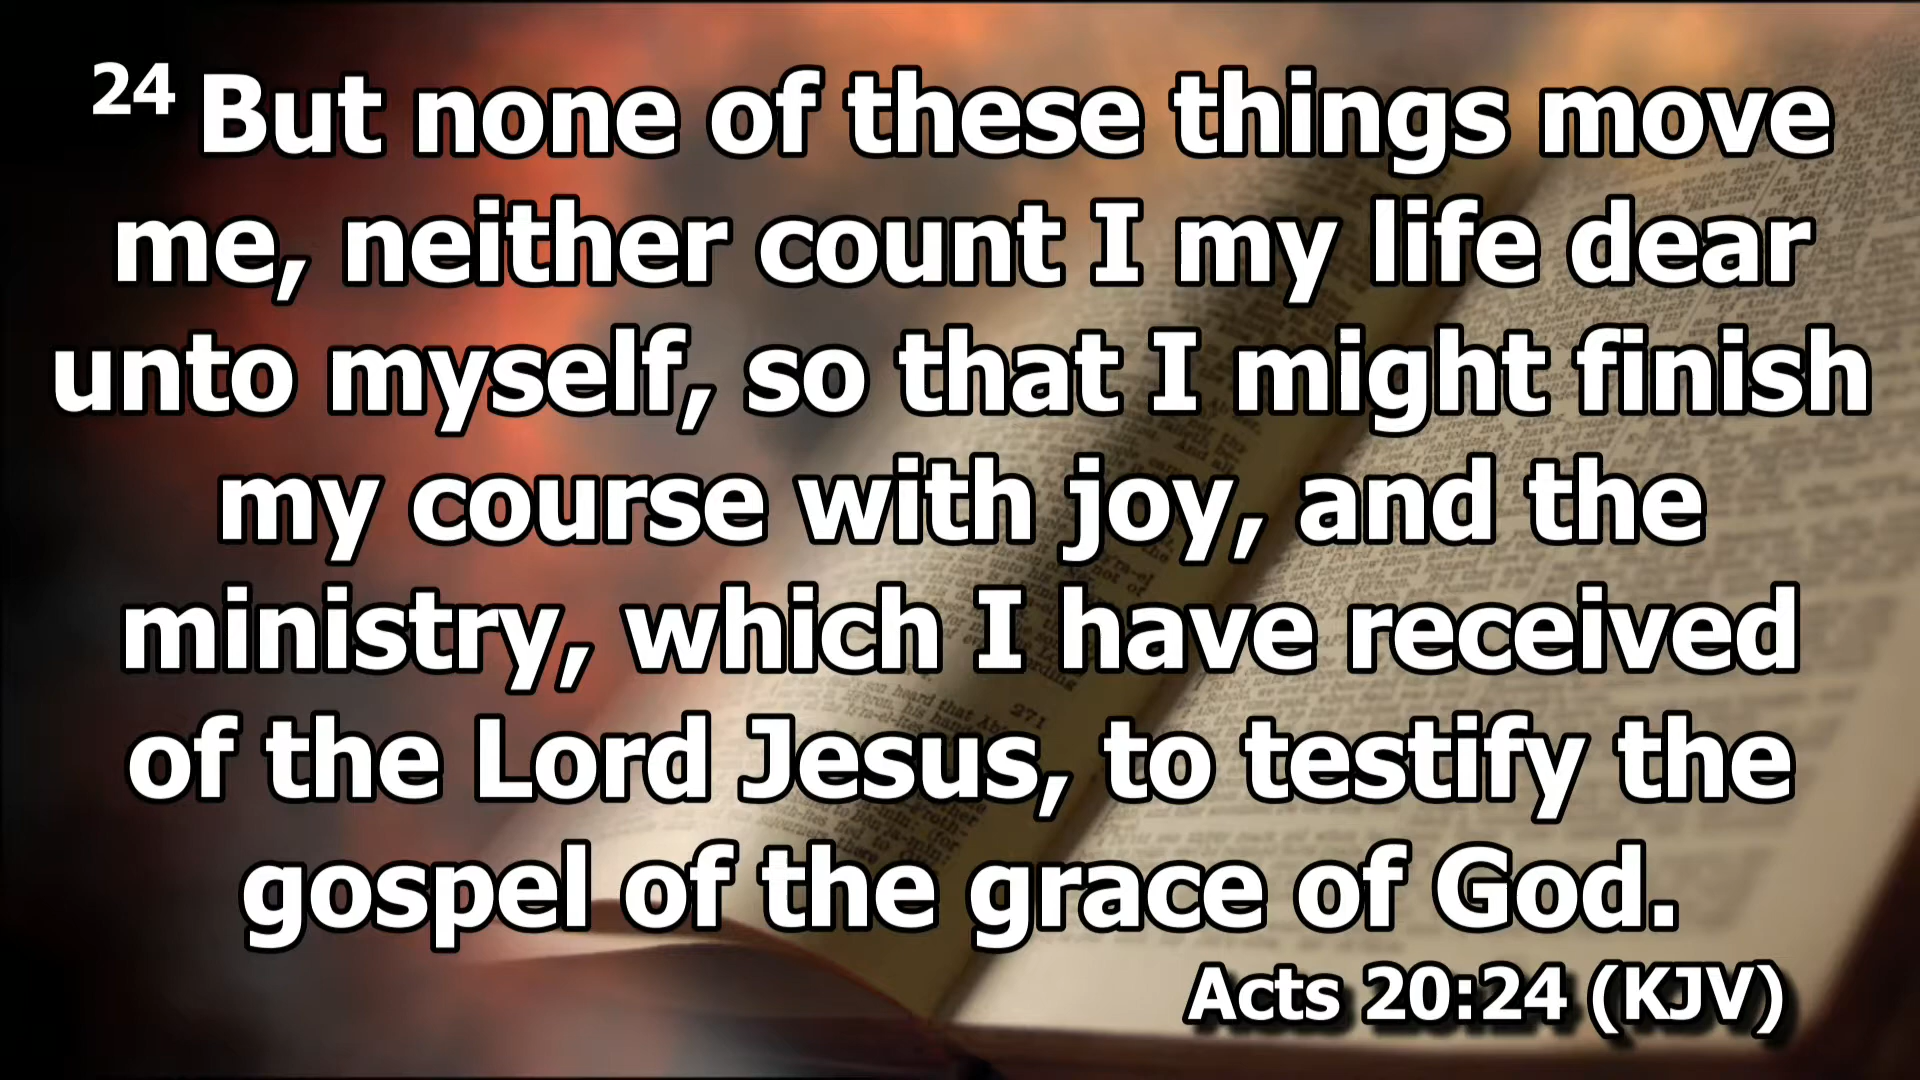 24 But none of these things move
me, neither count I my life dear
unto myself, so that I might finish
my course with joy, and the
ministry, which I have received
of the Lord Jesus, to testify the
gospel of the grace of God.
Acts 20:24 (KJV)
271